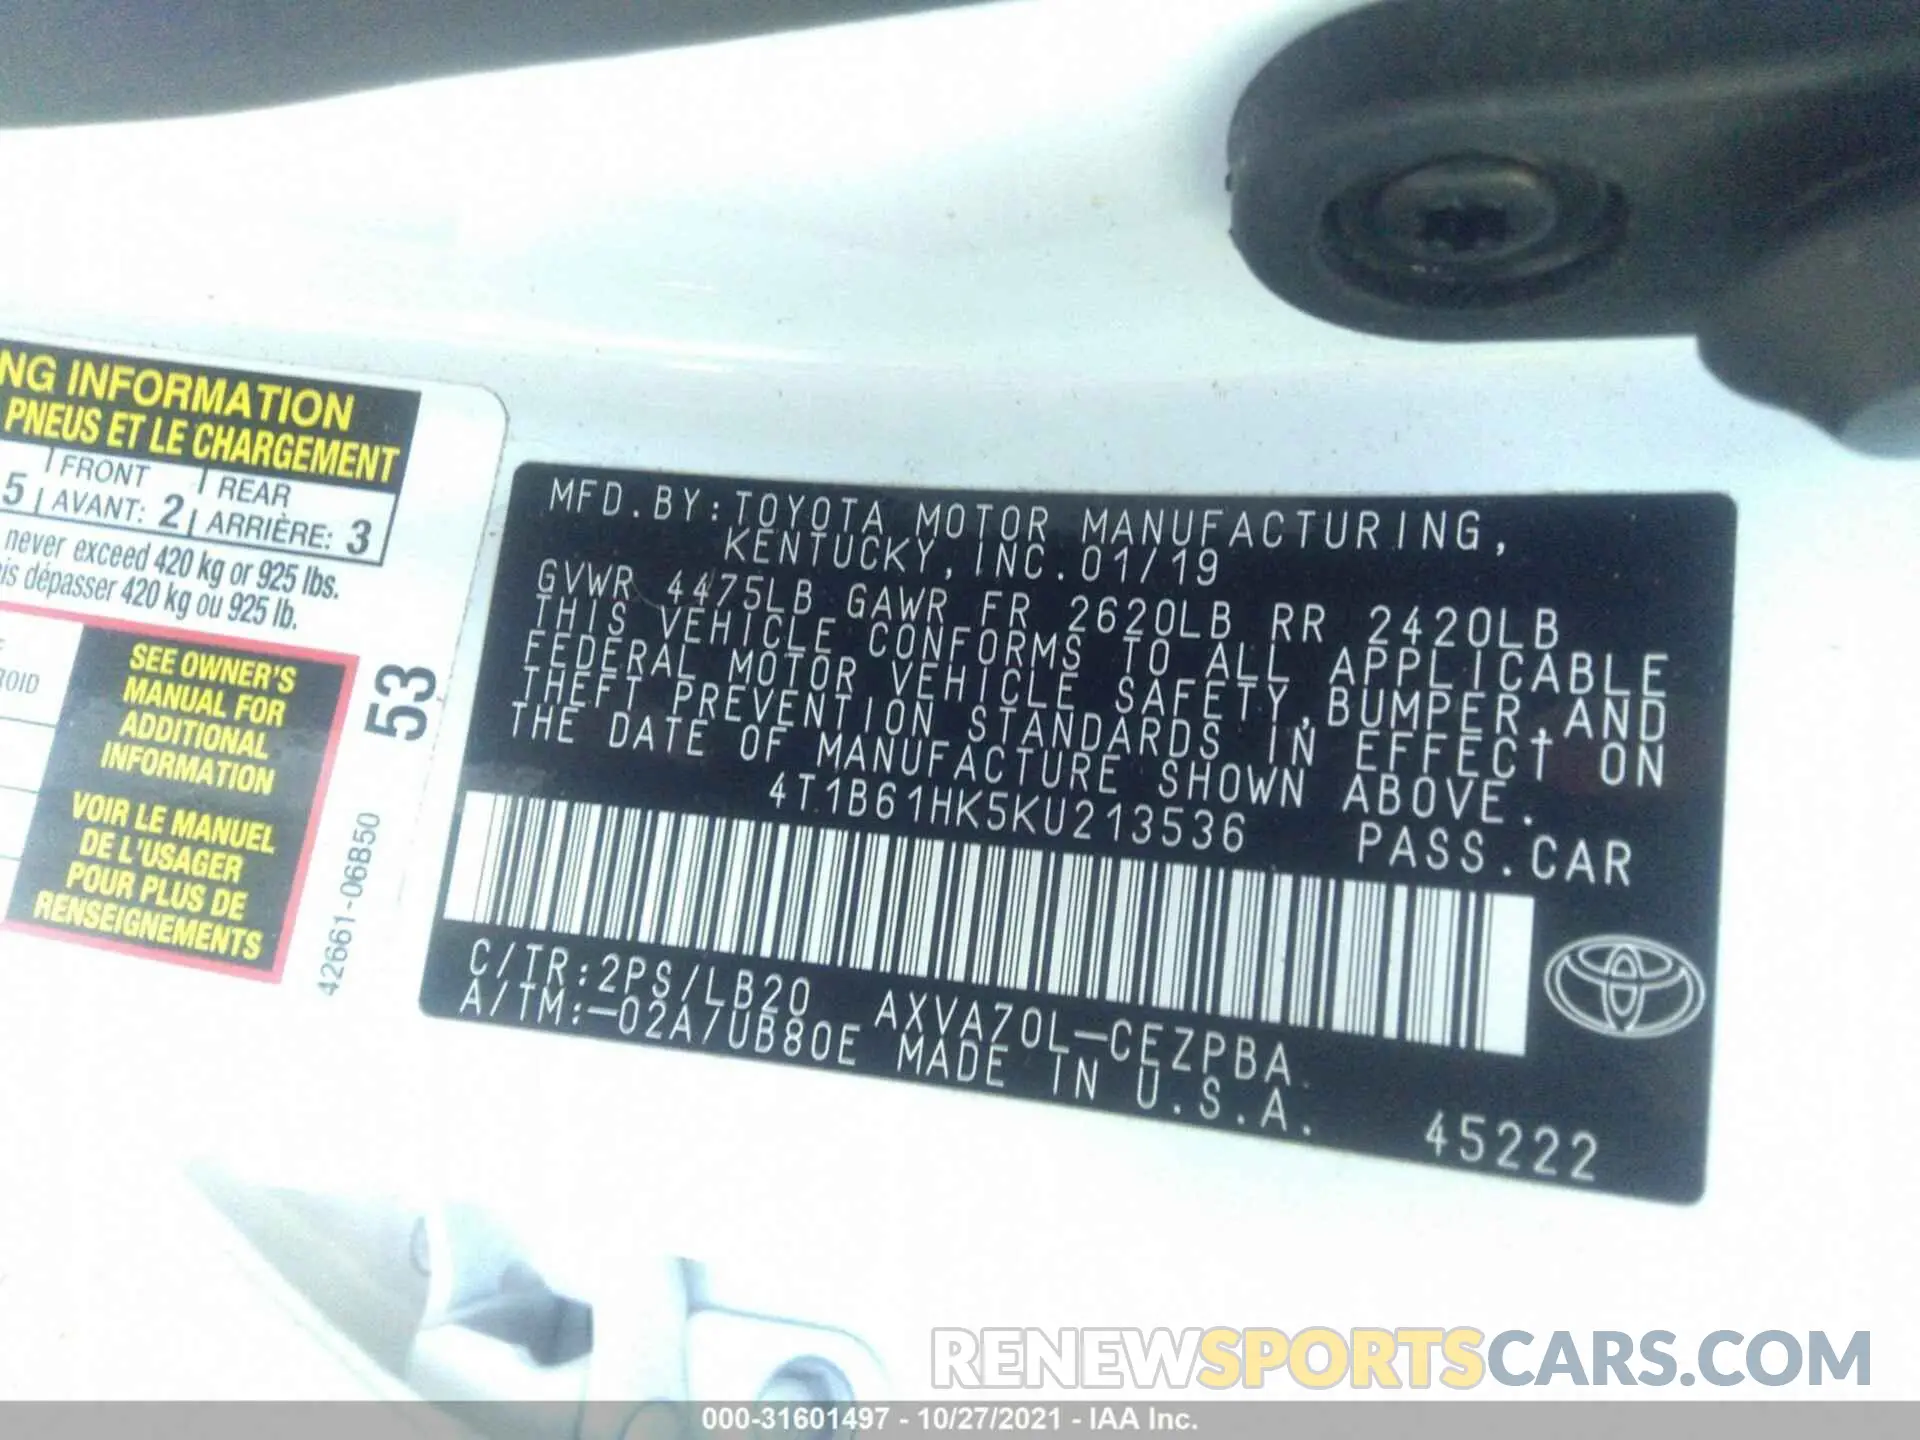 NG INFORMATION
PNEUS ET LE CHARGEMENT
5 FRONT AVANT: 2 REAR ARRIÈRE: 3
never exceed 420 kg or 925 lbs.
is dépasser 420 kg ou 925 lb.
ROID
SEE OWNER'S
MANUAL FOR
ADDITIONAL
INFORMATION
VOIR LE MANUEL
DE L'USAGER
POUR PLUS DE
RENSEIGNEMENTS
53
42661-06B50
MFD.BY:TOYOTA MOTOR MANUFACTURING,
KENTUCKY,INC.01/19
GVWR 4475LB GAWR FR 2620LB RR 2420LB
THIS VEHICLE CONFORMS TO ALL APPLICABLE
FEDERAL MOTOR VEHICLE SAFETY,BUMPER,AND
THEFT PREVENTION STANDARDS IN EFFECT ON
THE DATE OF MANUFACTURE SHOWN ABOVE.
4T1B61HK5KU213536 PASS.CAR
C/TR:2PS/LB20 AXVA70L-CEZPBA
A/TM:-02A/UB80E MADE IN U.S.A.
45222
RENEWSPORTSCARS.COM
000-31601497 - 10/27/2021 - IAA Inc.